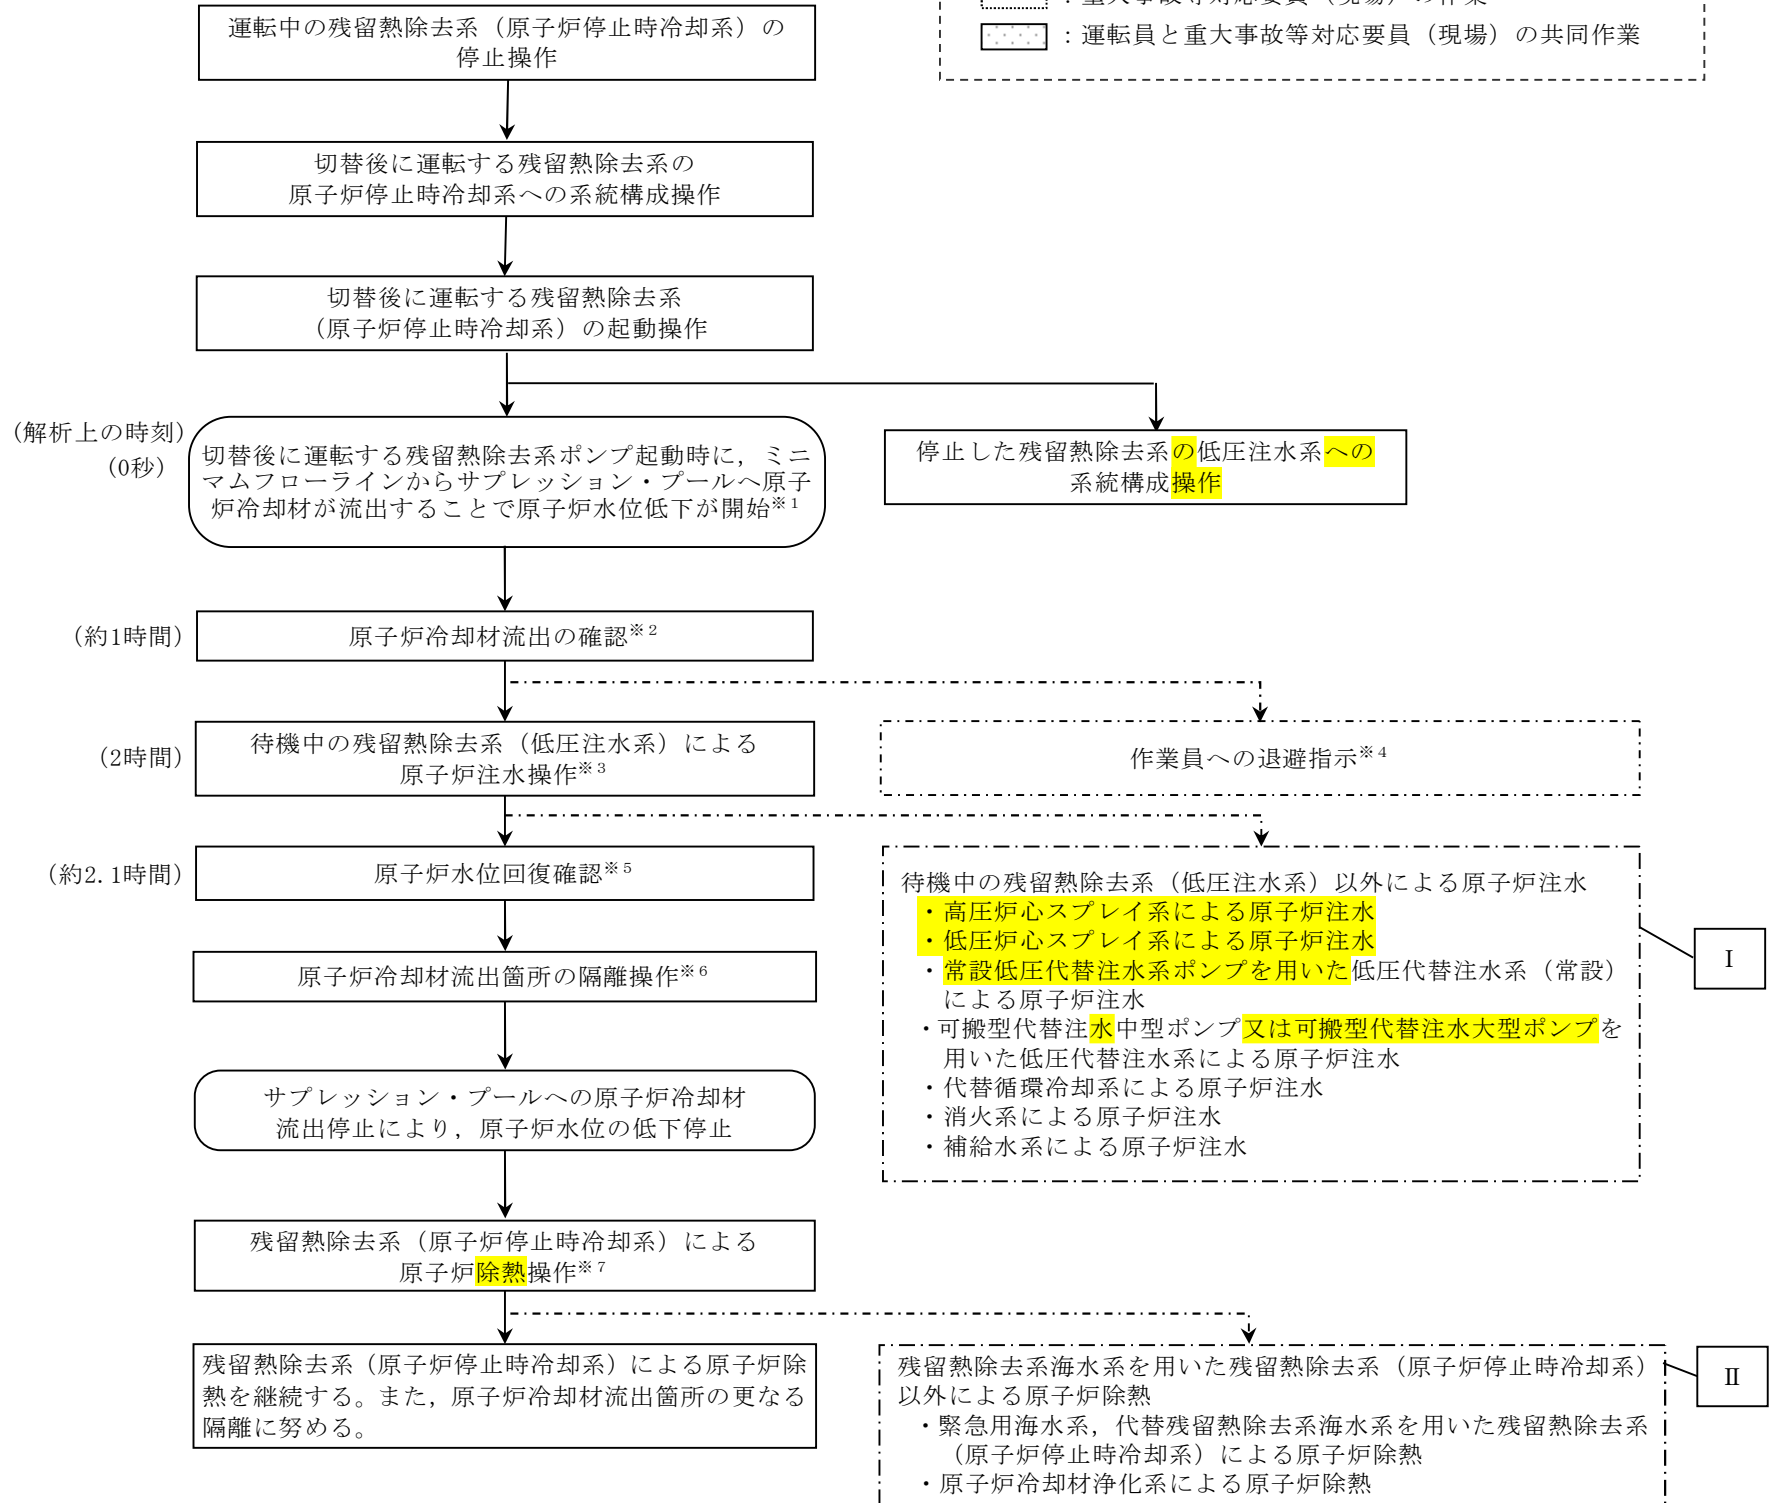 運転中の残留熱除去系（原子炉停止時冷却系）の
停止操作
：運転員と重大事故等対応要員（現場）の共同作業
切替後に運転する残留熱除去系の
原子炉停止時冷却系への系統構成操作
切替後に運転する残留熱除去系
（原子炉停止時冷却系）の起動操作
(解析上の時刻)
(0秒)
切替後に運転する残留熱除去系ポンプ起動時に，ミニ
マムフローラインからサプレッション・プールへ原子
炉冷却材が流出することで原子炉水位低下が開始※１
停止した残留熱除去系の低圧注水系への
系統構成操作
(約1時間)
原子炉冷却材流出の確認※２
(2時間)
待機中の残留熱除去系（低圧注水系）による
原子炉注水操作※３
作業員への退避指示※４
(約2.1時間)
原子炉水位回復確認※５
待機中の残留熱除去系（低圧注水系）以外による原子炉注水
・高圧炉心スプレイ系による原子炉注水
・低圧炉心スプレイ系による原子炉注水
・常設低圧代替注水系ポンプを用いた低圧代替注水系（常設）
による原子炉注水
・可搬型代替注水中型ポンプ又は可搬型代替注水大型ポンプを
用いた低圧代替注水系による原子炉注水
・代替循環冷却系による原子炉注水
・消火系による原子炉注水
・補給水系による原子炉注水
Ⅰ
原子炉冷却材流出箇所の隔離操作※６
サプレッション・プールへの原子炉冷却材
流出停止により，原子炉水位の低下停止
残留熱除去系（原子炉停止時冷却系）による
原子炉除熱操作※７
残留熱除去系（原子炉停止時冷却系）による原子炉除
熱を継続する。また，原子炉冷却材流出箇所の更なる
隔離に努める。
残留熱除去系海水系を用いた残留熱除去系（原子炉停止時冷却系）
以外による原子炉除熱
・緊急用海水系，代替残留熱除去系海水系を用いた残留熱除去系
（原子炉停止時冷却系）による原子炉除熱
・原子炉冷却材浄化系による原子炉除熱
Ⅱ